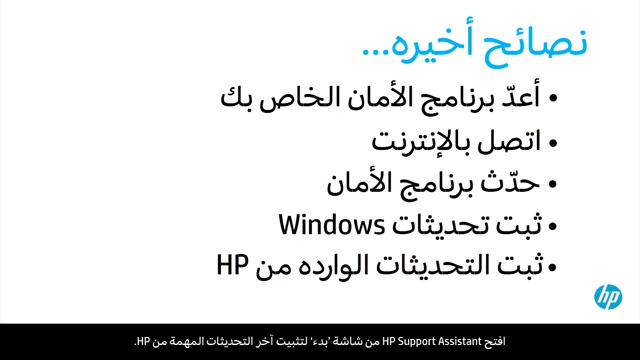 نصائح أخيره...
• أعدّ برنامج الأمان الخاص بك
• اتصل بالإنترنت
• حدّث برنامج الأمان
• ثبت تحديثات Windows
• ثبت التحديثات الوارده من HP
hp
افتح HP Support Assistant من شاشة 'بدء' لتثبيت آخر التحديثات المهمة من HP.